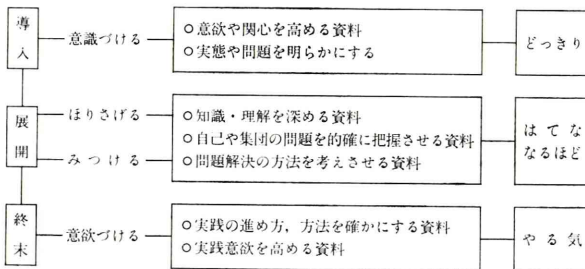 導入
意識づける
○意欲や関心を高める資料
○実態や問題を明らかにする
どっきり
展開
ほりさげる
みつける
○知識・理解を深める資料
○自己や集団の問題を的確に把握させる資料
○問題解決の方法を考えさせる資料
はてな
なるほど
終末
意欲づける
○実践の進め方，方法を確かにする資料
○実践意欲を高める資料
やる気